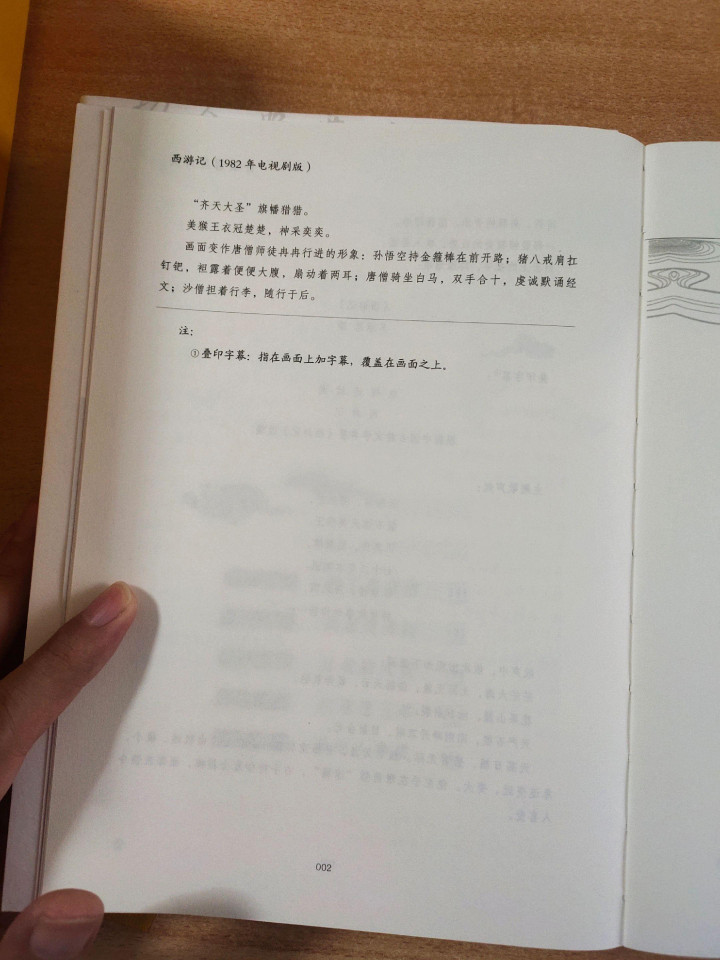 西游记（1982 年电视剧版）
“齐天大圣”旗幡猎猎。
美猴王衣冠楚楚，神采奕奕。
画面变作唐僧师徒冉冉行进的形象：孙悟空持金箍棒在前开路；猪八戒肩扛
钉钯，袒露着便便大腹，扇动着两耳；唐僧骑坐白马，双手合十，虔诚默诵经
文；沙僧担着行李，随行于后。
注：
①叠印字幕：指在画面上加字幕，覆盖在画面之上。
002